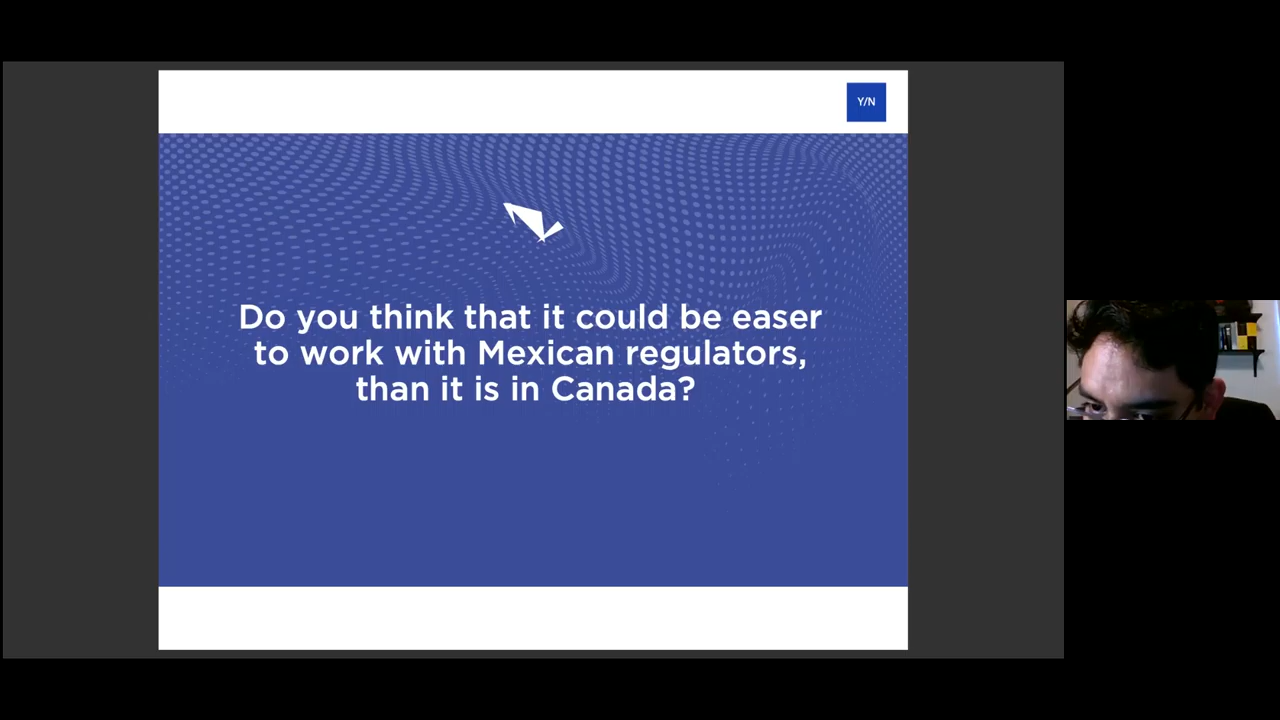 Y/N
Do you think that it could be easer
to work with Mexican regulators,
than it is in Canada?